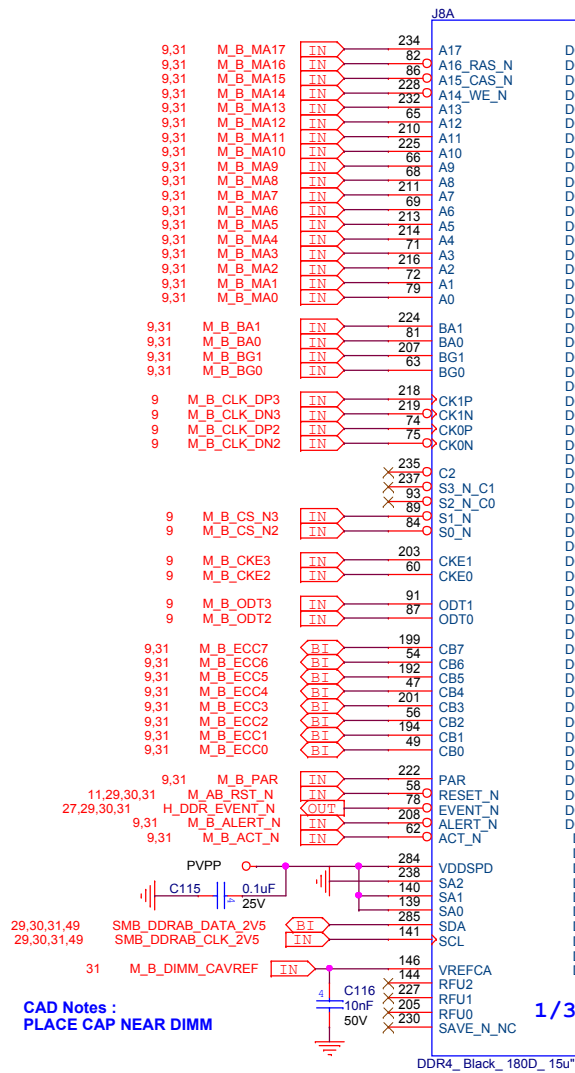 J8A
9,31 M_B_MA17 IN 234 A17 D
9,31 M_B_MA16 IN 82 A16_RAS_N D
9,31 M_B_MA15 IN 86 A15_CAS_N D
9,31 M_B_MA14 IN 228 A14_WE_N D
9,31 M_B_MA13 IN 232 A13 D
9,31 M_B_MA12 IN 65 A12 D
9,31 M_B_MA11 IN 210 A11 D
9,31 M_B_MA10 IN 225 A10 D
9,31 M_B_MA9 IN 66 A9 D
9,31 M_B_MA8 IN 68 A8 D
9,31 M_B_MA7 IN 211 A7 D
9,31 M_B_MA6 IN 69 A6 D
9,31 M_B_MA5 IN 213 A5 D
9,31 M_B_MA4 IN 214 A4 D
9,31 M_B_MA3 IN 71 A3 D
9,31 M_B_MA2 IN 216 A2 D
9,31 M_B_MA1 IN 72 A1 D
9,31 M_B_MA0 IN 79 A0 D
9,31 M_B_BA1 IN 224 BA1 D
9,31 M_B_BA0 IN 81 BA0 D
9,31 M_B_BG1 IN 207 BG1 D
9,31 M_B_BG0 IN 63 BG0 D
9 M_B_CLK_DP3 IN 218 CK1P D
9 M_B_CLK_DN3 IN 219 CK1N D
9 M_B_CLK_DP2 IN 74 CK0P D
9 M_B_CLK_DN2 IN 75 CK0N D
235 C2 D
237 S3_N_C1 D
93 S2_N_C0 D
9 M_B_CS_N3 IN 89 S1_N D
9 M_B_CS_N2 IN 84 S0_N D
9 M_B_CKE3 IN 203 CKE1 D
9 M_B_CKE2 IN 60 CKE0 D
9 M_B_ODT3 IN 91 ODT1 D
9 M_B_ODT2 IN 87 ODT0 D
9,31 M_B_ECC7 BI 199 CB7 D
9,31 M_B_ECC6 BI 54 CB6 D
9,31 M_B_ECC5 BI 192 CB5 D
9,31 M_B_ECC4 BI 47 CB4 D
9,31 M_B_ECC3 BI 201 CB3 D
9,31 M_B_ECC2 BI 56 CB2 D
9,31 M_B_ECC1 BI 194 CB1 D
9,31 M_B_ECC0 BI 49 CB0 D
9,31 M_B_PAR IN 222 PAR D
11,29,30,31 M_AB_RST_N IN 58 RESET_N D
27,29,30,31 H_DDR_EVENT_N OUT 78 EVENT_N D
9,31 M_B_ALERT_N IN 208 ALERT_N D
9,31 M_B_ACT_N IN 62 ACT_N
PVPP 284 VDDSPD
238 SA2
C115 0.1uF 25V 4 140 SA1
139 SA0
29,30,31,49 SMB_DDRAB_DATA_2V5 BI 285 SDA
29,30,31,49 SMB_DDRAB_CLK_2V5 IN 141 SCL
31 M_B_DIMM_CAVREF IN 146 VREFCA
144 RFU2
4 C116 10nF 50V 227 RFU1
205 RFU0 1/3
230 SAVE_N_NC
CAD Notes :
PLACE CAP NEAR DIMM
DDR4_ Black_ 180D_ 15u"